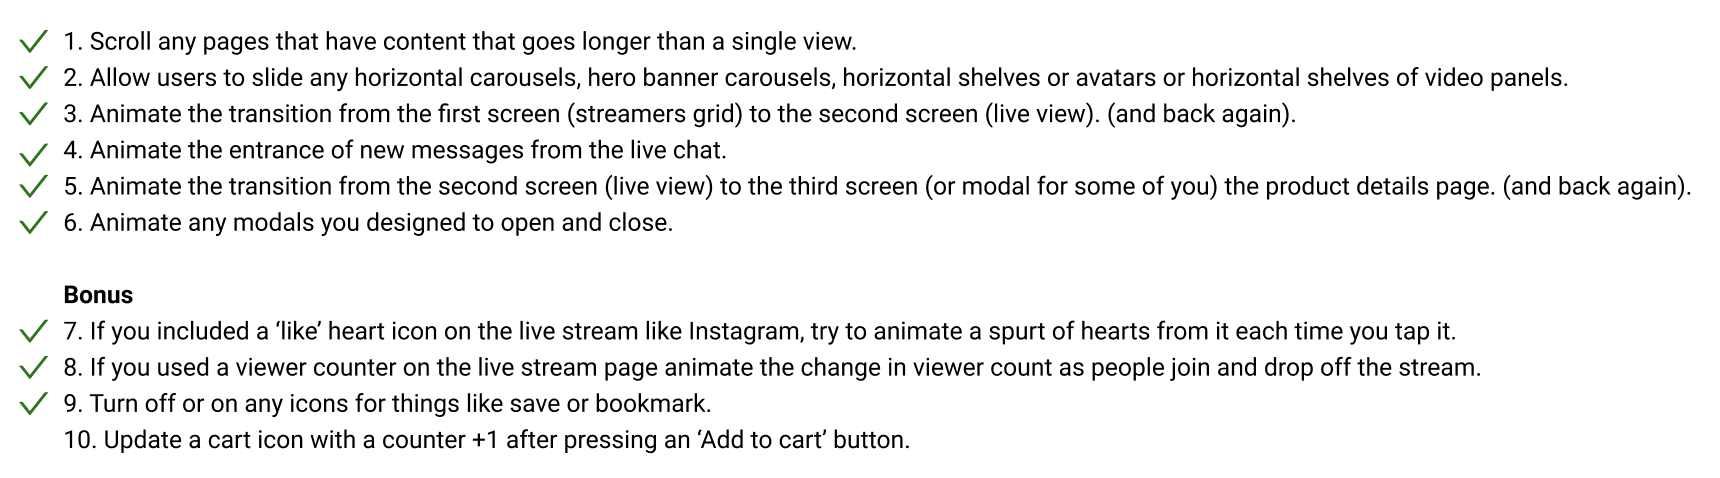 1. Scroll any pages that have content that goes longer than a single view.
2. Allow users to slide any horizontal carousels, hero banner carousels, horizontal shelves or avatars or horizontal shelves of video panels.
3. Animate the transition from the first screen (streamers grid) to the second screen (live view). (and back again).
4. Animate the entrance of new messages from the live chat.
5. Animate the transition from the second screen (live view) to the third screen (or modal for some of you) the product details page. (and back again).
6. Animate any modals you designed to open and close.
Bonus
7. If you included a ‘like’ heart icon on the live stream like Instagram, try to animate a spurt of hearts from it each time you tap it.
8. If you used a viewer counter on the live stream page animate the change in viewer count as people join and drop off the stream.
9. Turn off or on any icons for things like save or bookmark.
10. Update a cart icon with a counter +1 after pressing an ‘Add to cart’ button.